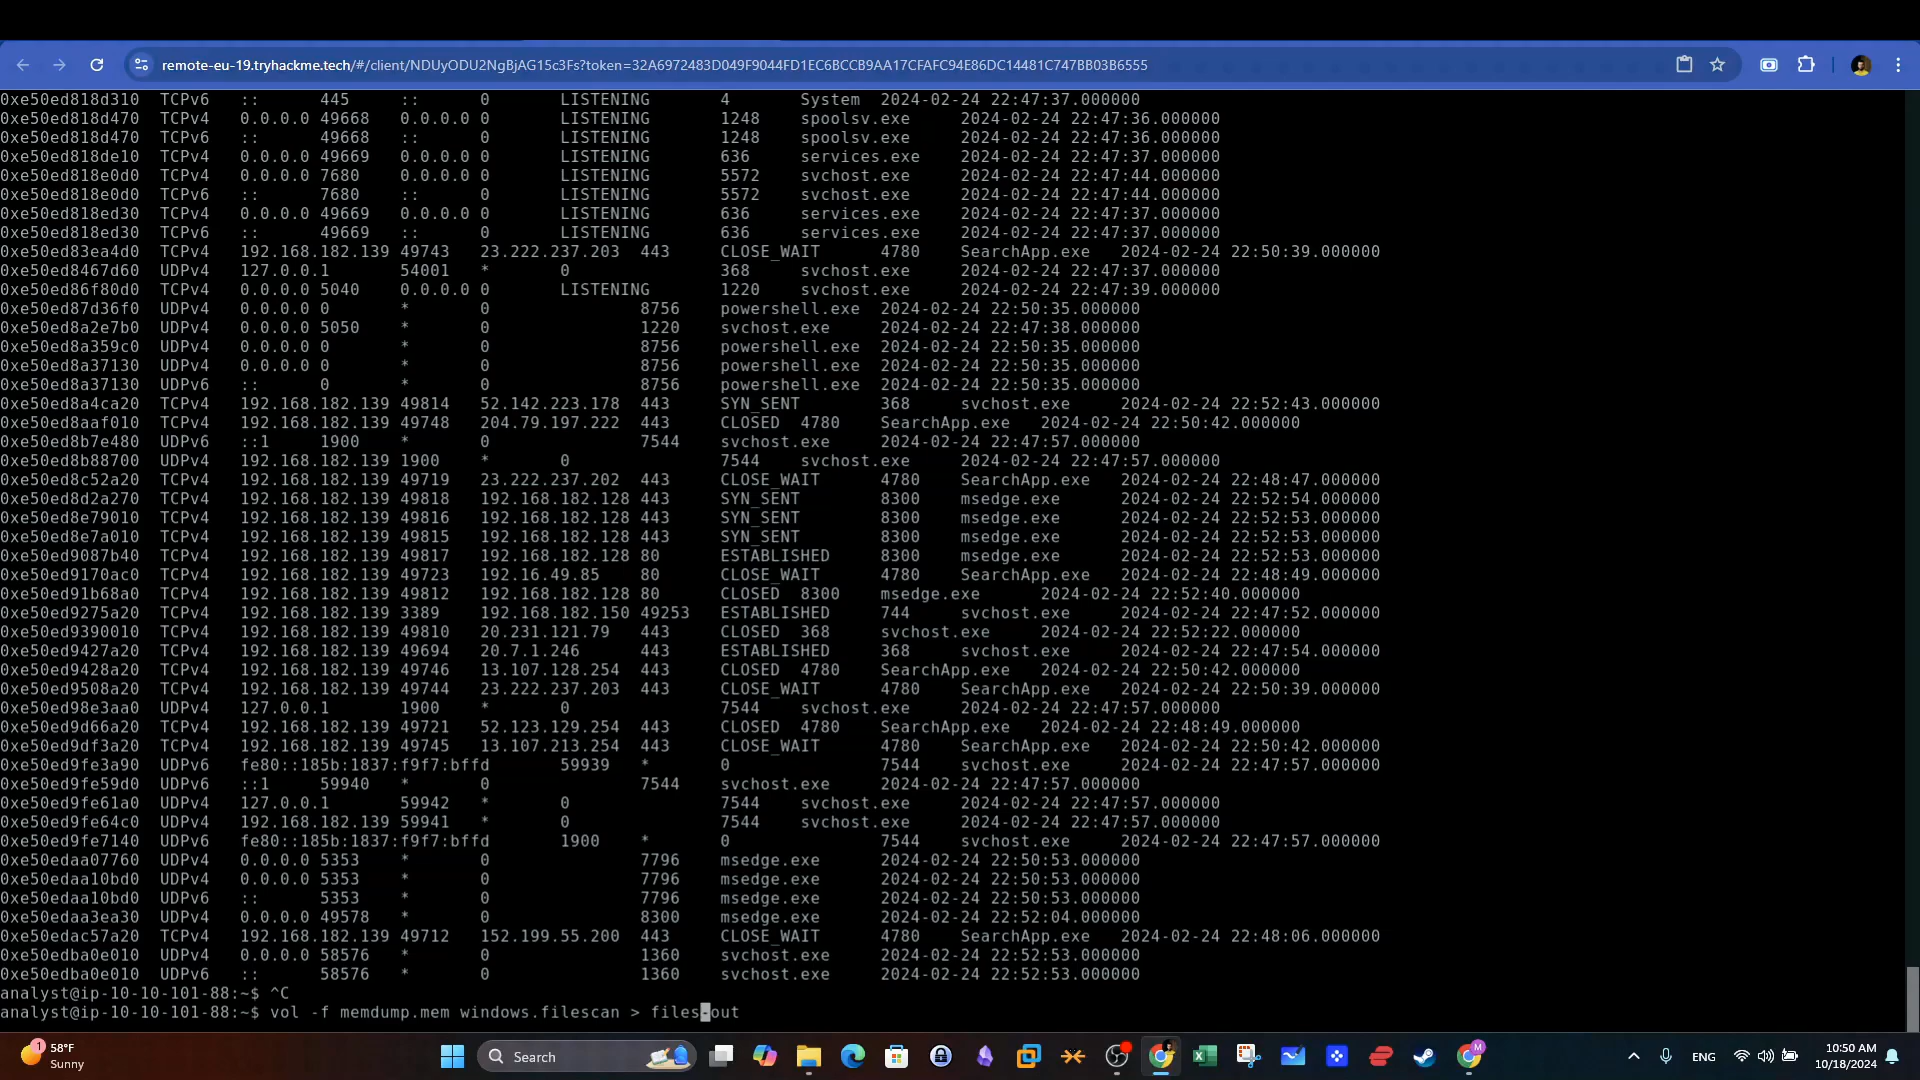 remote-eu-19.tryhackme.tech/#/client/NDUyODU2NgBjAG15c3Fs?token=32A6972483D049F9044FD1EC6BCCB9AA17CFAFC94E86DC14481C747BB03B6555
0xe50ed818d310 TCPv6 :: 445 :: 0 LISTENING 4 System 2024-02-24 22:47:37.000000
0xe50ed818d470 TCPv4 0.0.0.0 49668 0.0.0.0 0 LISTENING 1248 spoolsv.exe 2024-02-24 22:47:36.000000
0xe50ed818d470 TCPv6 :: 49668 :: 0 LISTENING 1248 spoolsv.exe 2024-02-24 22:47:36.000000
0xe50ed818de10 TCPv4 0.0.0.0 49669 0.0.0.0 0 LISTENING 636 services.exe 2024-02-24 22:47:37.000000
0xe50ed818e0d0 TCPv4 0.0.0.0 7680 0.0.0.0 0 LISTENING 5572 svchost.exe 2024-02-24 22:47:44.000000
0xe50ed818e0d0 TCPv6 :: 7680 :: 0 LISTENING 5572 svchost.exe 2024-02-24 22:47:44.000000
0xe50ed818ed30 TCPv4 0.0.0.0 49669 0.0.0.0 0 LISTENING 636 services.exe 2024-02-24 22:47:37.000000
0xe50ed818ed30 TCPv6 :: 49669 :: 0 LISTENING 636 services.exe 2024-02-24 22:47:37.000000
0xe50ed83ea4d0 TCPv4 192.168.182.139 49743 23.222.237.203 443 CLOSE_WAIT 4780 SearchApp.exe 2024-02-24 22:50:39.000000
0xe50ed8467d60 UDPv4 127.0.0.1 54001 * 0 368 svchost.exe 2024-02-24 22:47:37.000000
0xe50ed86f80d0 TCPv4 0.0.0.0 5040 0.0.0.0 0 LISTENING 1220 svchost.exe 2024-02-24 22:47:39.000000
0xe50ed87d36f0 UDPv4 0.0.0.0 0 * 0 8756 powershell.exe 2024-02-24 22:50:35.000000
0xe50ed8a2e7b0 UDPv4 0.0.0.0 5050 * 0 1220 svchost.exe 2024-02-24 22:47:38.000000
0xe50ed8a359c0 UDPv4 0.0.0.0 0 * 0 8756 powershell.exe 2024-02-24 22:50:35.000000
0xe50ed8a37130 UDPv4 0.0.0.0 0 * 0 8756 powershell.exe 2024-02-24 22:50:35.000000
0xe50ed8a37130 UDPv6 :: 0 * 0 8756 powershell.exe 2024-02-24 22:50:35.000000
0xe50ed8a4ca20 TCPv4 192.168.182.139 49814 52.142.223.178 443 SYN_SENT 368 svchost.exe 2024-02-24 22:52:43.000000
0xe50ed8aaf010 TCPv4 192.168.182.139 49748 204.79.197.222 443 CLOSED 4780 SearchApp.exe 2024-02-24 22:50:42.000000
0xe50ed8b7e480 UDPv6 ::1 1900 * 0 7544 svchost.exe 2024-02-24 22:47:57.000000
0xe50ed8b88700 UDPv4 192.168.182.139 1900 * 0 7544 svchost.exe 2024-02-24 22:47:57.000000
0xe50ed8c52a20 TCPv4 192.168.182.139 49719 23.222.237.202 443 CLOSE_WAIT 4780 SearchApp.exe 2024-02-24 22:48:47.000000
0xe50ed8d2a270 TCPv4 192.168.182.139 49818 192.168.182.128 443 SYN_SENT 8300 msedge.exe 2024-02-24 22:52:54.000000
0xe50ed8e79010 TCPv4 192.168.182.139 49816 192.168.182.128 443 SYN_SENT 8300 msedge.exe 2024-02-24 22:52:53.000000
0xe50ed8e7a010 TCPv4 192.168.182.139 49815 192.168.182.128 443 SYN_SENT 8300 msedge.exe 2024-02-24 22:52:53.000000
0xe50ed9087b40 TCPv4 192.168.182.139 49817 192.168.182.128 80 ESTABLISHED 8300 msedge.exe 2024-02-24 22:52:53.000000
0xe50ed9170ac0 TCPv4 192.168.182.139 49723 192.16.49.85 80 CLOSE_WAIT 4780 SearchApp.exe 2024-02-24 22:48:49.000000
0xe50ed91b68a0 TCPv4 192.168.182.139 49812 192.168.182.128 80 CLOSED 8300 msedge.exe 2024-02-24 22:52:40.000000
0xe50ed9275a20 TCPv4 192.168.182.139 3389 192.168.182.150 49253 ESTABLISHED 744 svchost.exe 2024-02-24 22:47:52.000000
0xe50ed9390010 TCPv4 192.168.182.139 49810 20.231.121.79 443 CLOSED 368 svchost.exe 2024-02-24 22:52:22.000000
0xe50ed9427a20 TCPv4 192.168.182.139 49694 20.7.1.246 443 ESTABLISHED 368 svchost.exe 2024-02-24 22:47:54.000000
0xe50ed9428a20 TCPv4 192.168.182.139 49746 13.107.128.254 443 CLOSED 4780 SearchApp.exe 2024-02-24 22:50:42.000000
0xe50ed9508a20 TCPv4 192.168.182.139 49744 23.222.237.203 443 CLOSE_WAIT 4780 SearchApp.exe 2024-02-24 22:50:39.000000
0xe50ed98e3aa0 UDPv4 127.0.0.1 1900 * 0 7544 svchost.exe 2024-02-24 22:47:57.000000
0xe50ed9d66a20 TCPv4 192.168.182.139 49721 52.123.129.254 443 CLOSED 4780 SearchApp.exe 2024-02-24 22:48:49.000000
0xe50ed9df3a20 TCPv4 192.168.182.139 49745 13.107.213.254 443 CLOSE_WAIT 4780 SearchApp.exe 2024-02-24 22:50:42.000000
0xe50ed9fe3a90 UDPv6 fe80::185b:1837:f9f7:bffd 59939 * 0 7544 svchost.exe 2024-02-24 22:47:57.000000
0xe50ed9fe59d0 UDPv6 ::1 59940 * 0 7544 svchost.exe 2024-02-24 22:47:57.000000
0xe50ed9fe61a0 UDPv4 127.0.0.1 59942 * 0 7544 svchost.exe 2024-02-24 22:47:57.000000
0xe50ed9fe64c0 UDPv4 192.168.182.139 59941 * 0 7544 svchost.exe 2024-02-24 22:47:57.000000
0xe50ed9fe7140 UDPv6 fe80::185b:1837:f9f7:bffd 1900 * 0 7544 svchost.exe 2024-02-24 22:47:57.000000
0xe50edaa07760 UDPv4 0.0.0.0 5353 * 0 7796 msedge.exe 2024-02-24 22:50:53.000000
0xe50edaa10bd0 UDPv4 0.0.0.0 5353 * 0 7796 msedge.exe 2024-02-24 22:50:53.000000
0xe50edaa10bd0 UDPv6 :: 5353 * 0 7796 msedge.exe 2024-02-24 22:50:53.000000
0xe50edaa3ea30 UDPv4 0.0.0.0 49578 * 0 8300 msedge.exe 2024-02-24 22:52:04.000000
0xe50edac57a20 TCPv4 192.168.182.139 49712 152.199.55.200 443 CLOSE_WAIT 4780 SearchApp.exe 2024-02-24 22:48:06.000000
0xe50edba0e010 UDPv4 0.0.0.0 58576 * 0 1360 svchost.exe 2024-02-24 22:52:53.000000
0xe50edba0e010 UDPv6 :: 58576 * 0 1360 svchost.exe 2024-02-24 22:52:53.000000
analyst@ip-10-10-101-88:~$ ^C
analyst@ip-10-10-101-88:~$ vol -f memdump.mem windows.filescan > files-out
1
58°F
Sunny
Search
M
ENG
10:50 AM
10/18/2024